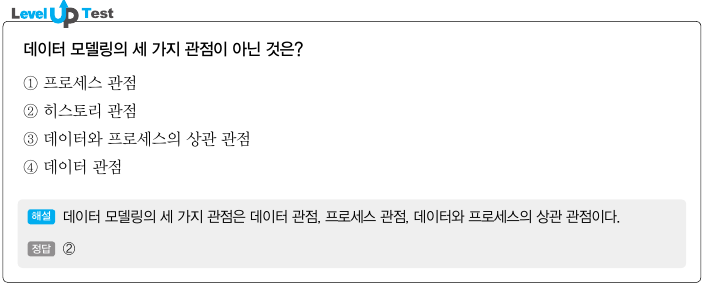 Level Up Test
데이터 모델링의 세 가지 관점이 아닌 것은?
① 프로세스 관점
② 히스토리 관점
③ 데이터와 프로세스의 상관 관점
④ 데이터 관점
해설 데이터 모델링의 세 가지 관점은 데이터 관점, 프로세스 관점, 데이터와 프로세스의 상관 관점이다.
정답 ②